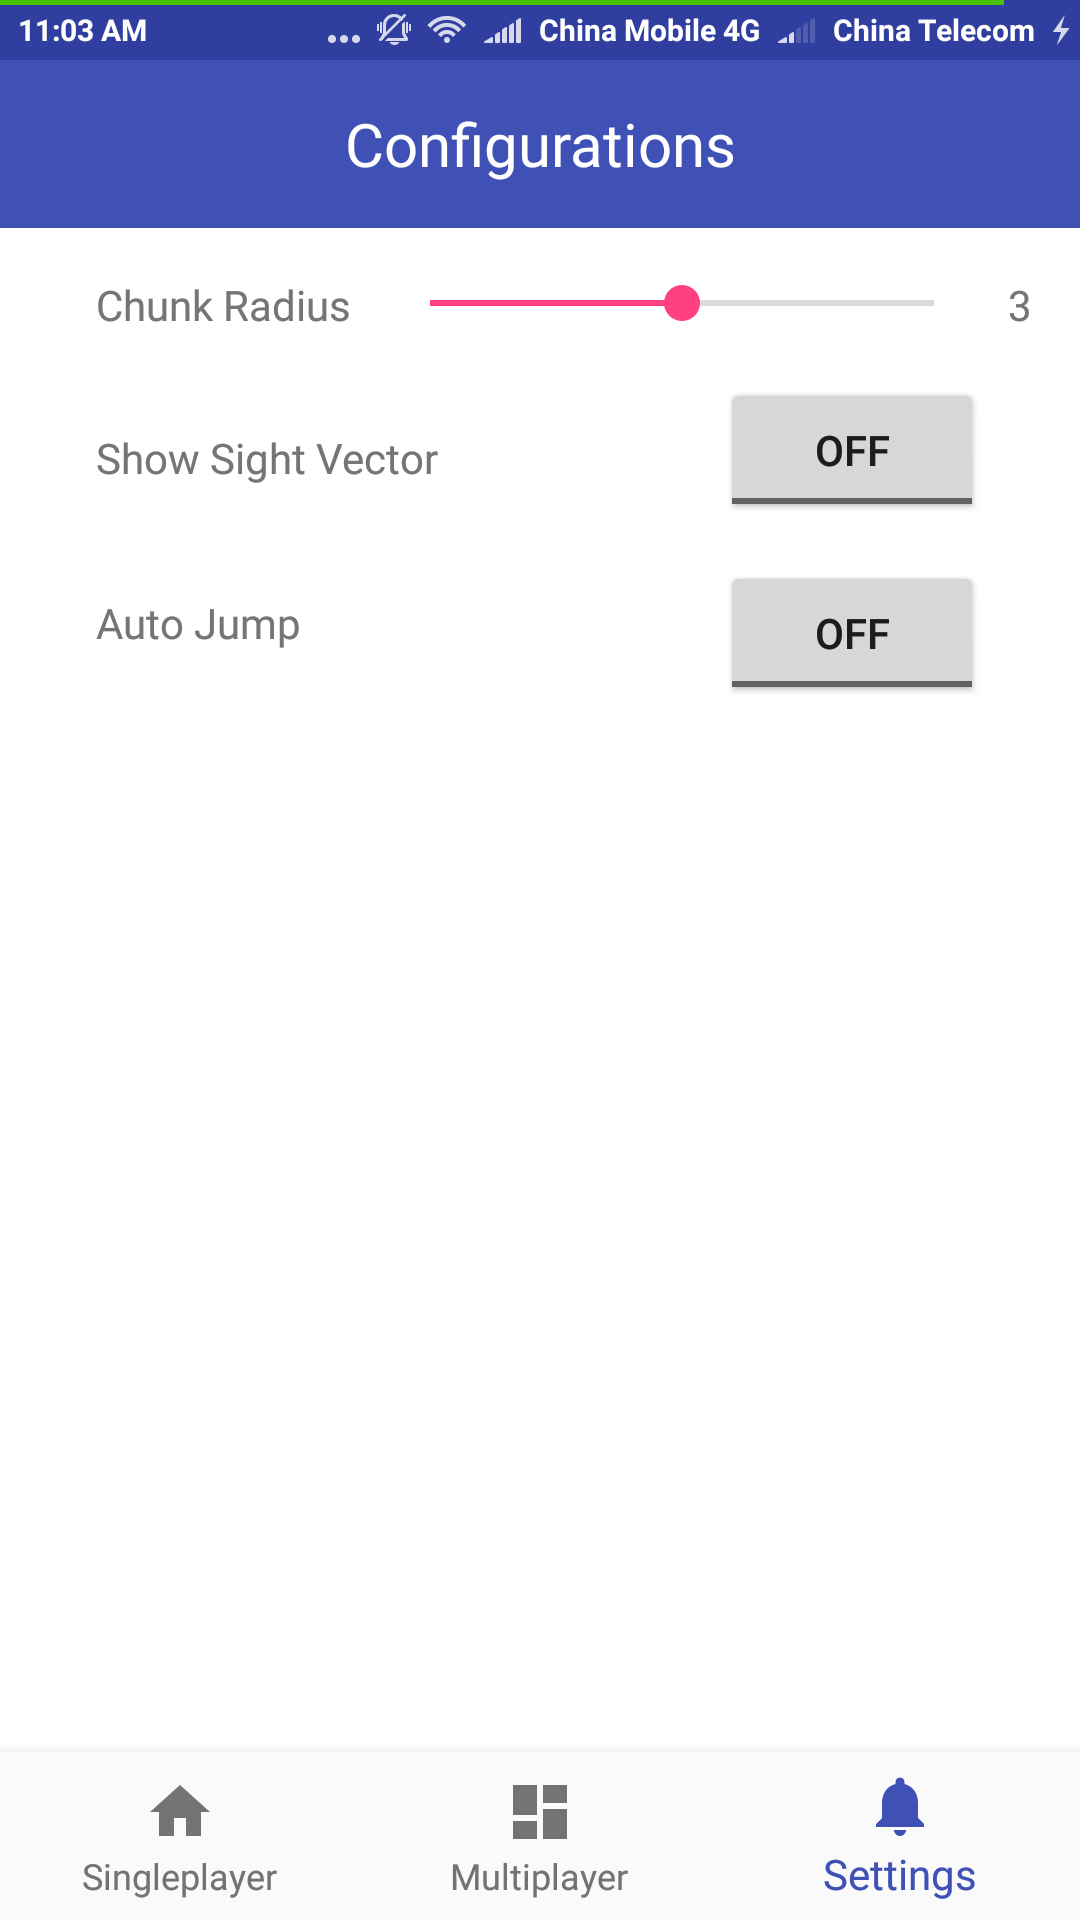 11:03 AM ... China Mobile 4G China Telecom
Configurations
Chunk Radius 3
Show Sight Vector OFF
Auto Jump OFF
Singleplayer Multiplayer Settings